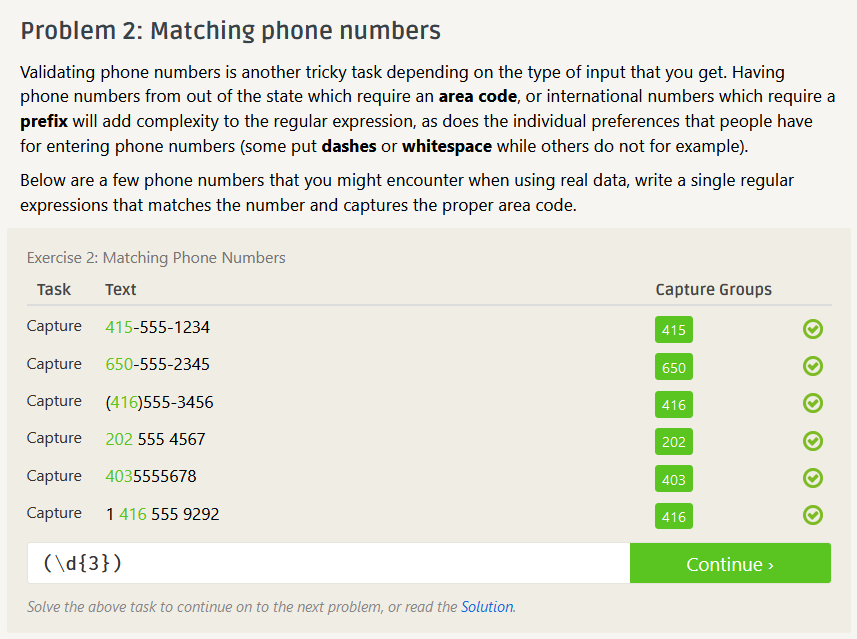 Problem 2: Matching phone numbers
Validating phone numbers is another tricky task depending on the type of input that you get. Having
phone numbers from out of the state which require an area code, or international numbers which require a
prefix will add complexity to the regular expression, as does the individual preferences that people have
for entering phone numbers (some put dashes or whitespace while others do not for example).
Below are a few phone numbers that you might encounter when using real data, write a single regular
expressions that matches the number and captures the proper area code.
Exercise 2: Matching Phone Numbers
Task Text Capture Groups
Capture 415-555-1234 415
Capture 650-555-2345 650
Capture (416)555-3456 416
Capture 202 555 4567 202
Capture 4035555678 403
Capture 1 416 555 9292 416
(\d{3}) Continue ›
Solve the above task to continue on to the next problem, or read the Solution.